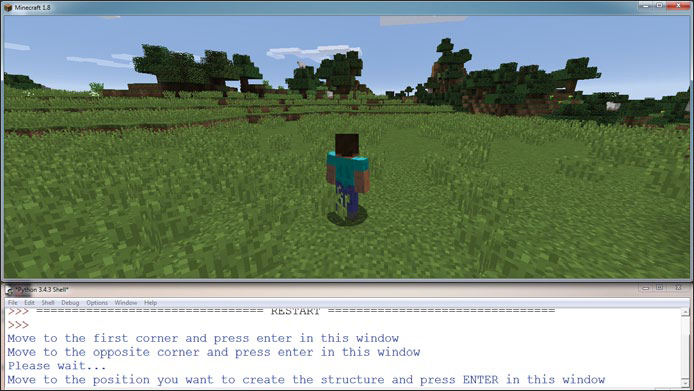 Minecraft 1.8
*Python 3.4.3 Shell*
File Edit Shell Debug Options Window Help
>>> ================================ RESTART ================================
>>>
Move to the first corner and press enter in this window
Move to the opposite corner and press enter in this window
Please wait...
Move to the position you want to create the structure and press ENTER in this window